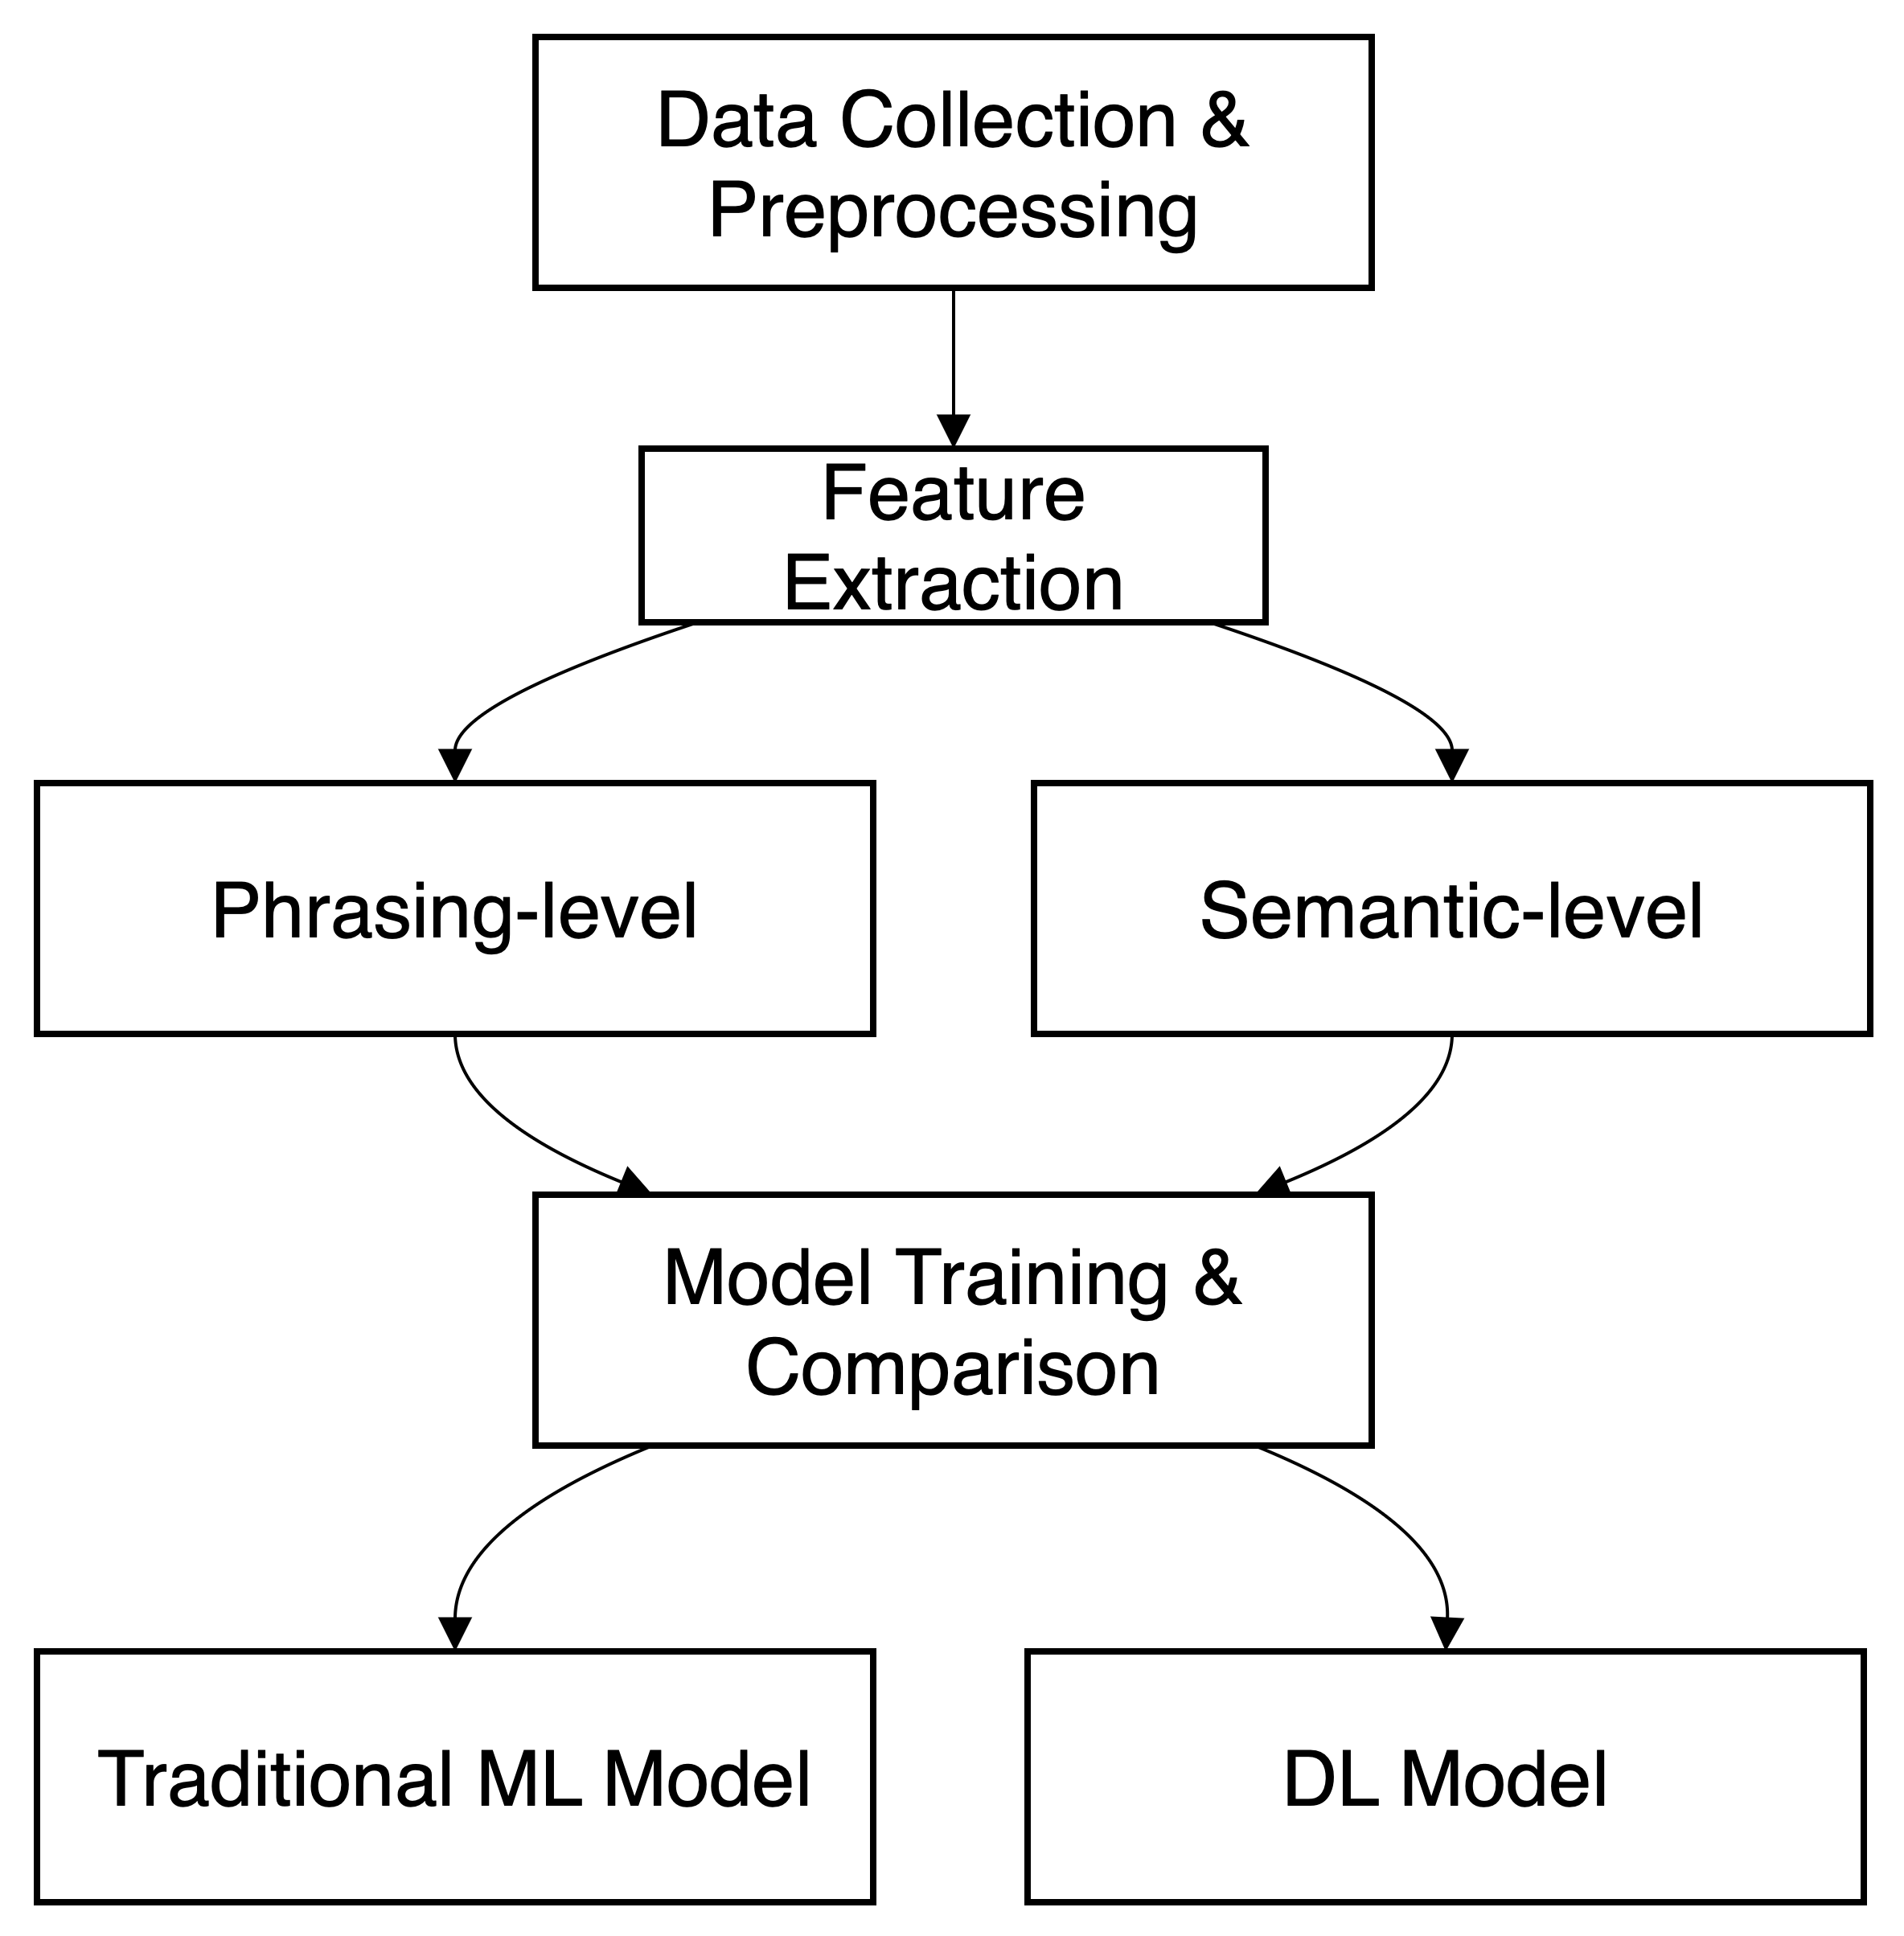 Data Collection &
Preprocessing
Feature
Extraction
Phrasing-level
Semantic-level
Model Training &
Comparison
Traditional ML Model
DL Model